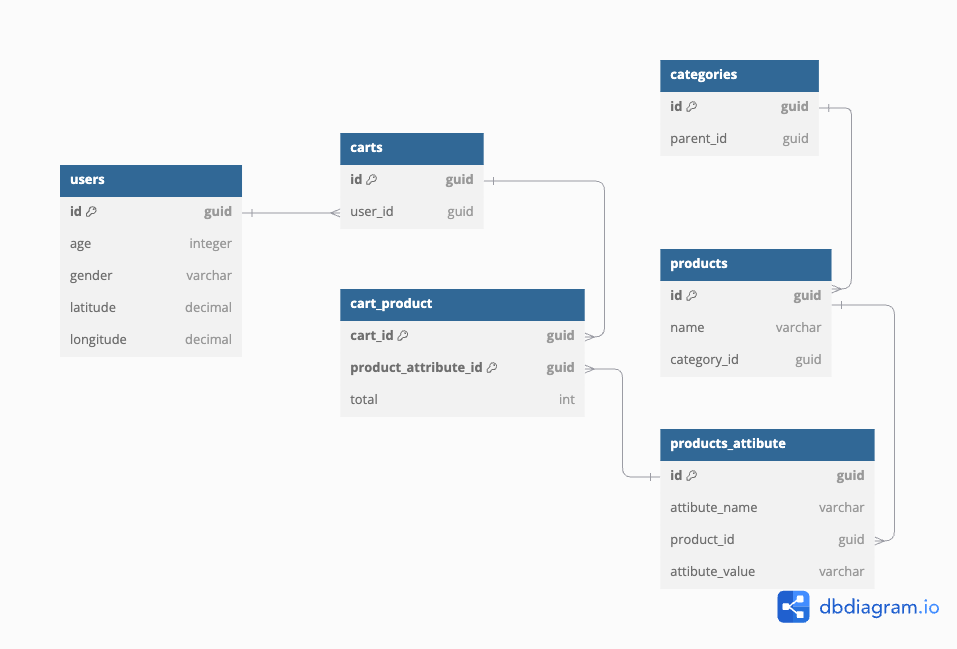 users
id guid
age integer
gender varchar
latitude decimal
longitude decimal
carts
id guid
user_id guid
cart_product
cart_id guid
product_attribute_id guid
total int
categories
id guid
parent_id guid
products
id guid
name varchar
category_id guid
products_attibute
id guid
attibute_name varchar
product_id guid
attibute_value varchar
dbdiagram.io